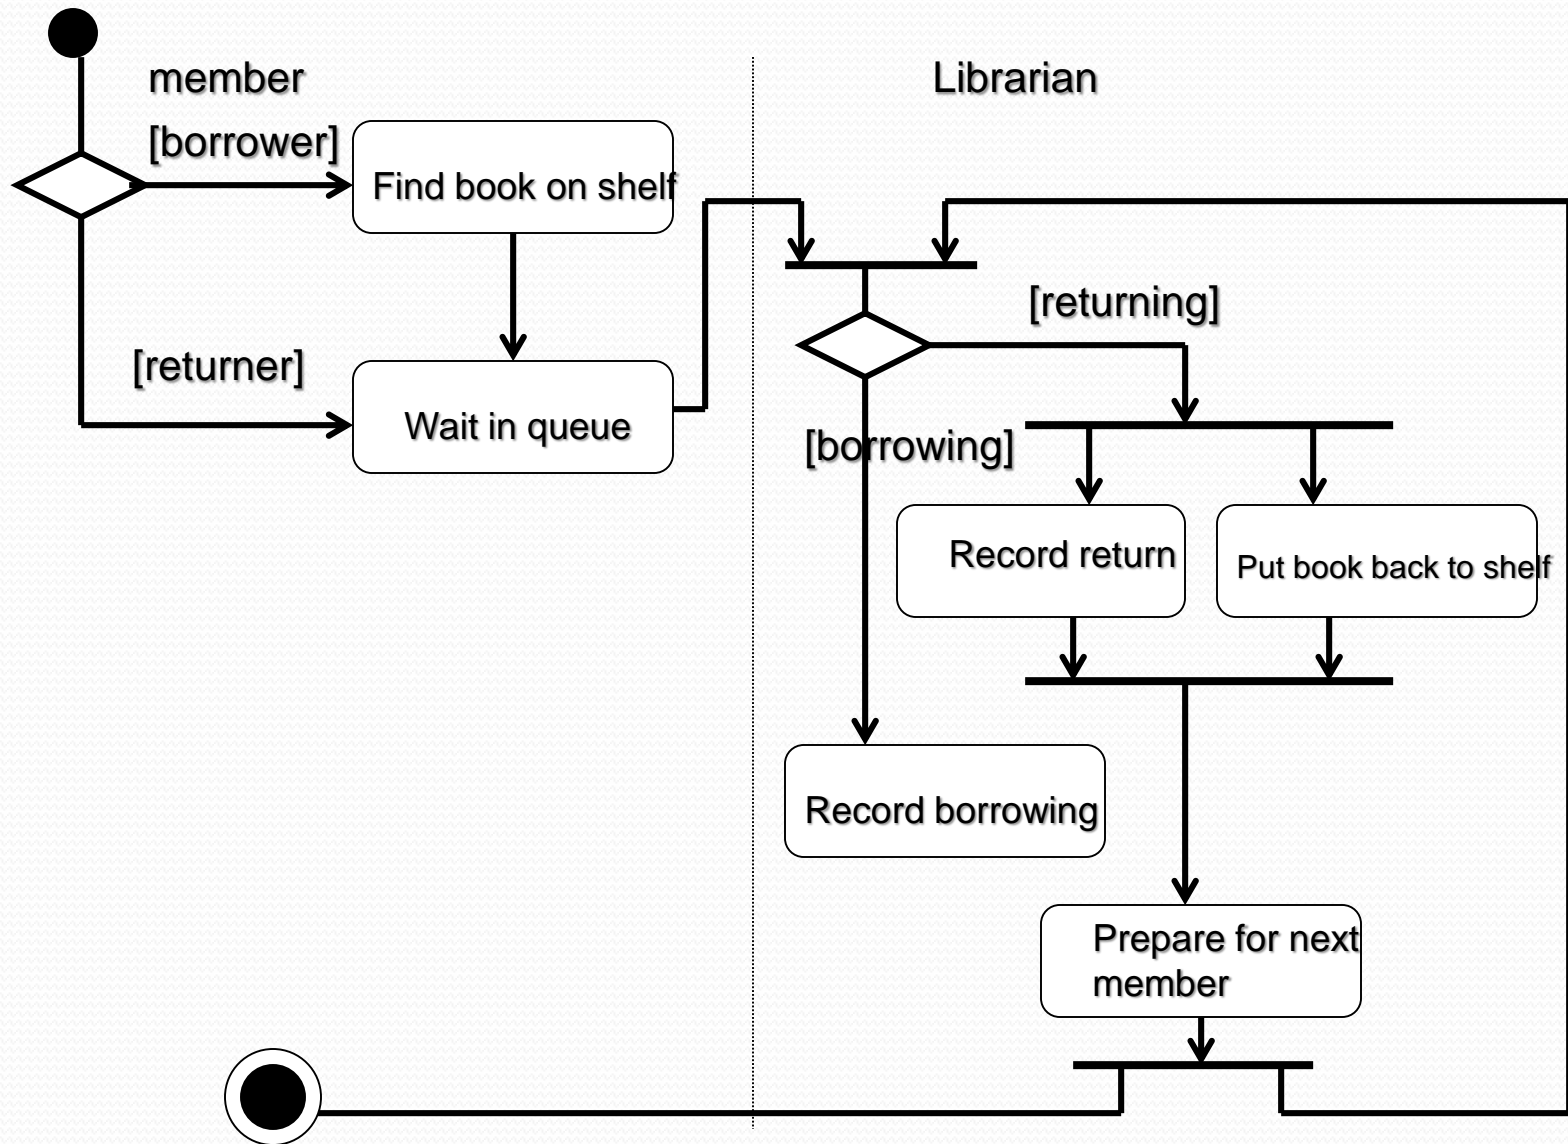 member
Librarian
[borrower]
Find book on shelf
[returning]
[returner]
Wait in queue
[borrowing]
Record return
Put book back to shelf
Record borrowing
Prepare for next
member